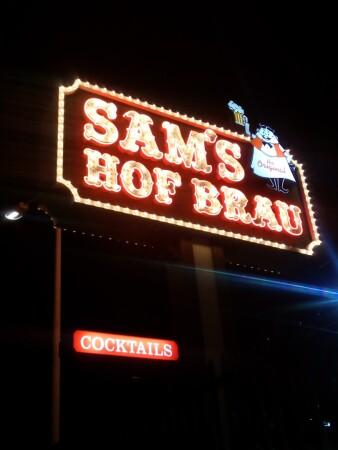 SAM'S
HOF BRAU
The
Original
COCKTAILS